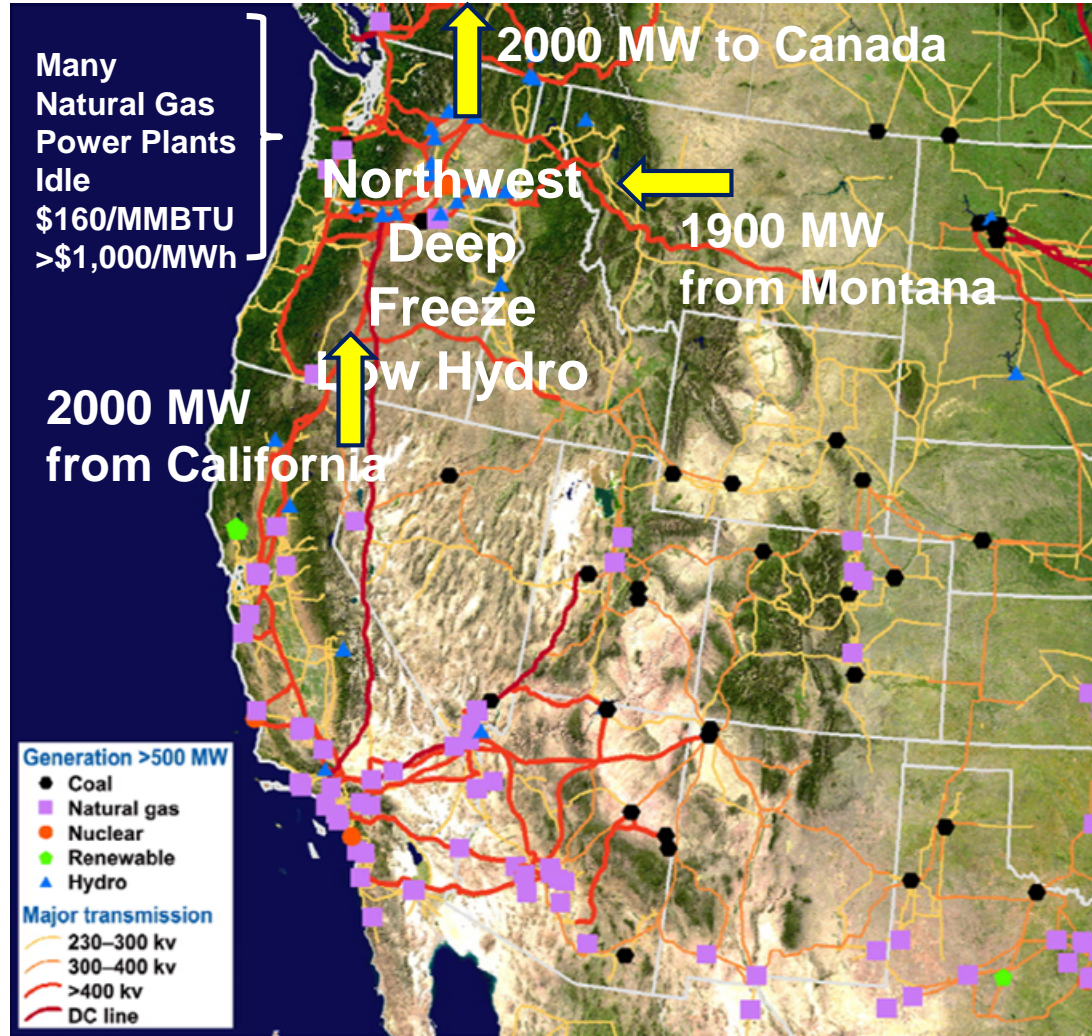 2000 MW to Canada
Many
Natural Gas
Power Plants
Idle
$160/MMBTU
>$1,000/MWh
Northwest
Deep
Freeze
Low Hydro
1900 MW
from Montana
2000 MW
from California
Generation >500 MW
Coal
Natural gas
Nuclear
Renewable
Hydro
Major transmission
230–300 kv
300–400 kv
>400 kv
DC line